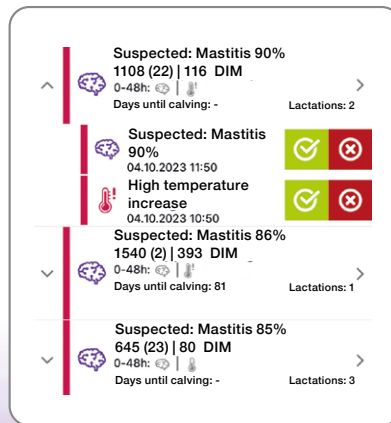 Suspected: Mastitis 90%
1108 (22) | 116 DIM
0-48h: |
Days until calving: - Lactations: 2
Suspected: Mastitis
90%
04.10.2023 11:50
High temperature
increase
04.10.2023 10:50
Suspected: Mastitis 86%
1540 (2) | 393 DIM
0-48h: |
Days until calving: 81 Lactations: 1
Suspected: Mastitis 85%
645 (23) | 80 DIM
0-48h: |
Days until calving: - Lactations: 3